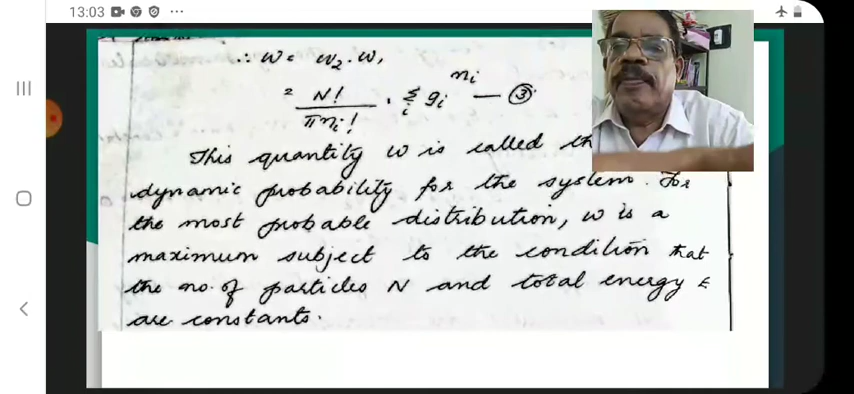 13:03
∴ W = W₂ . W₁
= N! / πnᵢ! . Σᵢ gᵢ^nᵢ — ③
This quantity W is called
dynamic probability for the system. For
the most probable distribution, W is a
maximum subject to the condition that
the no. of particles N and total energy E
are constants.